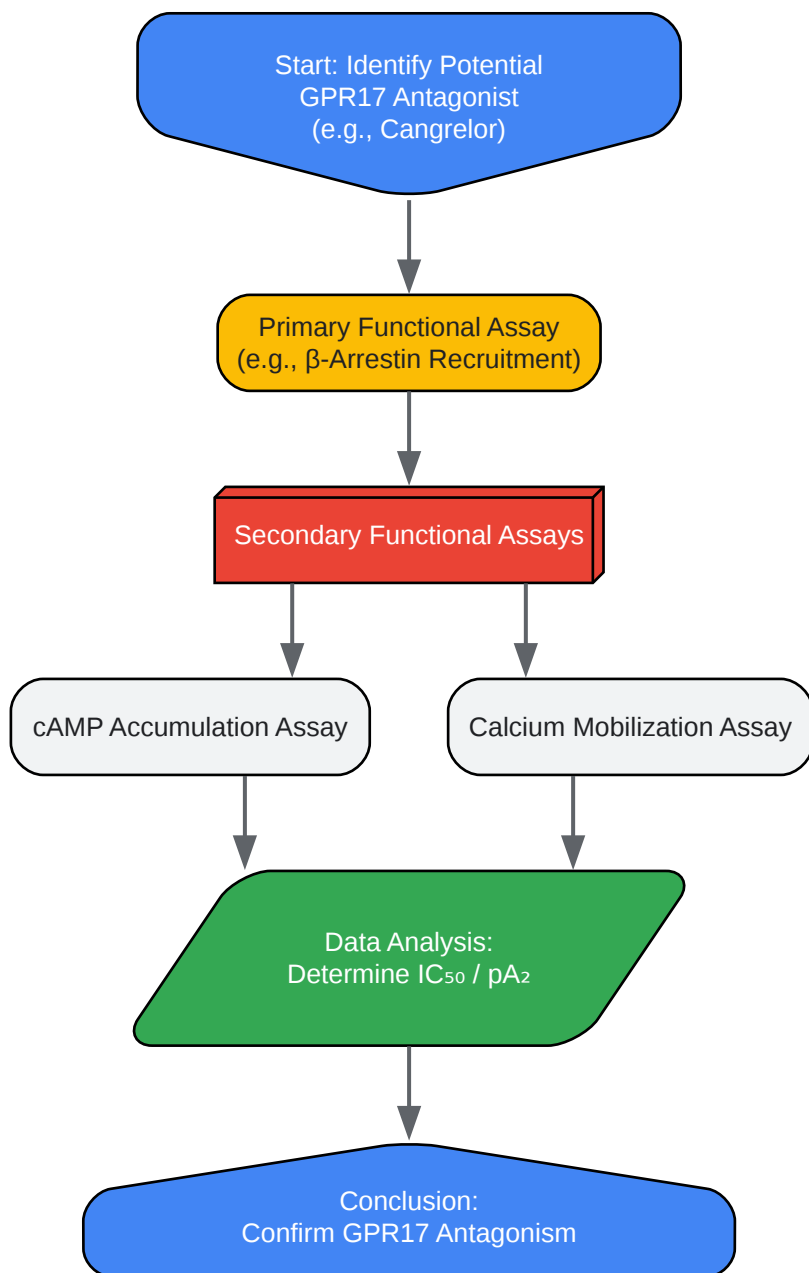 Start: Identify Potential
GPR17 Antagonist
(e.g., Cangrelor)
Primary Functional Assay
(e.g., β-Arrestin Recruitment)
Secondary Functional Assays
cAMP Accumulation Assay
Calcium Mobilization Assay
Data Analysis:
Determine IC₅₀ / pA₂
Conclusion:
Confirm GPR17 Antagonism